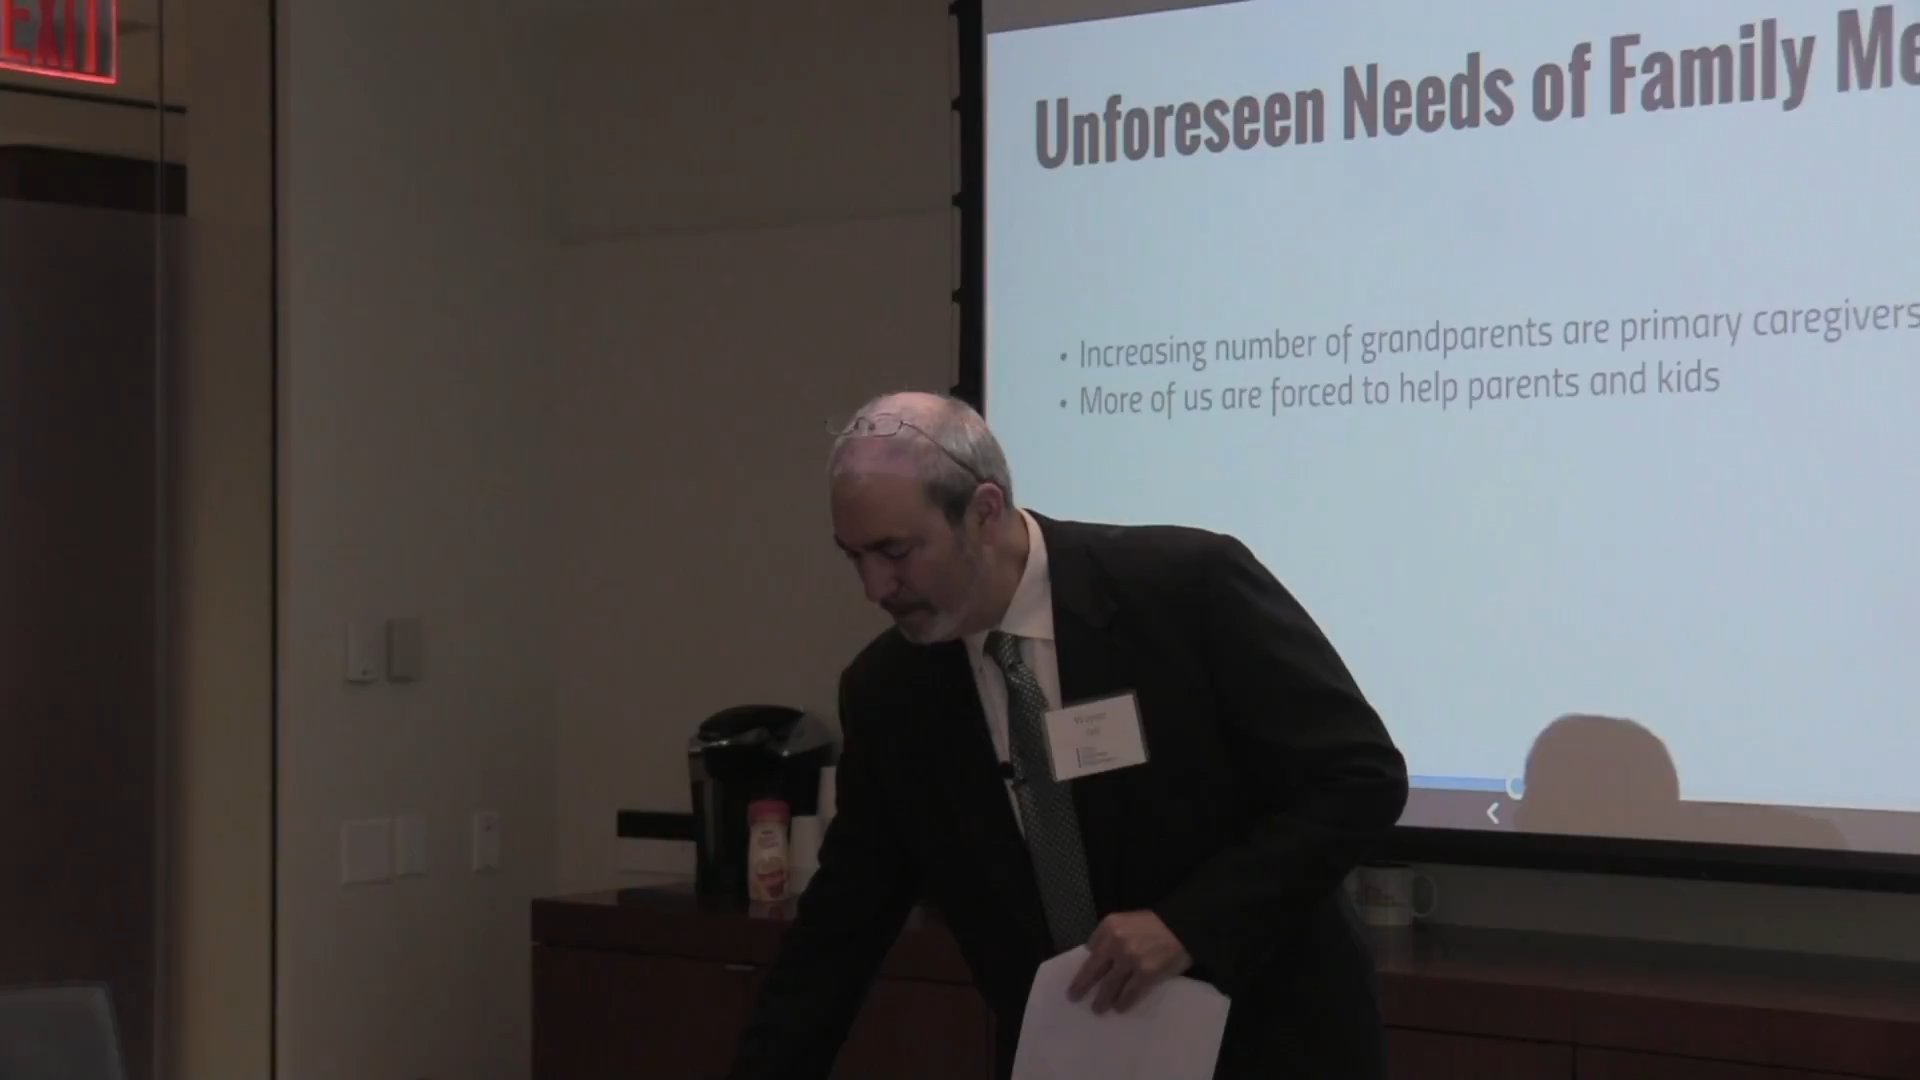 EXIT
Unforeseen Needs of Family Me
• Increasing number of grandparents are primary caregivers
• More of us are forced to help parents and kids